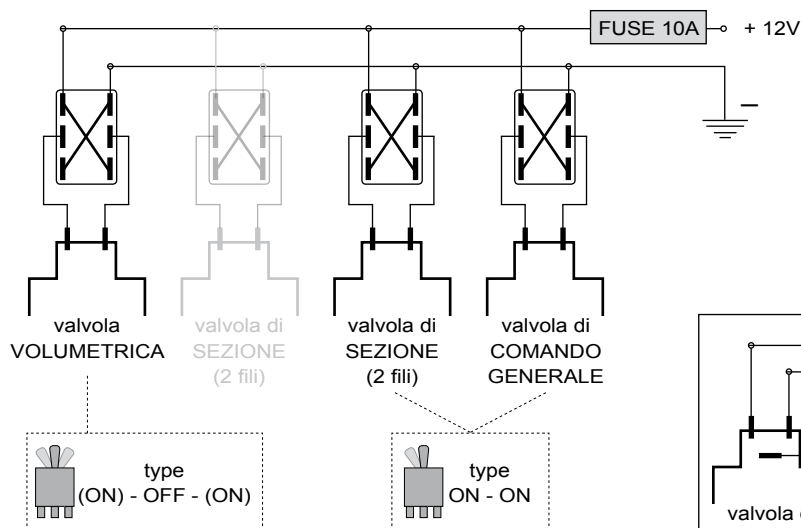 FUSE 10A
+ 12V
–
valvola
VOLUMETRICA
valvola di
SEZIONE
(2 fili)
valvola di
SEZIONE
(2 fili)
valvola di
COMANDO
GENERALE
type
(ON) - OFF - (ON)
type
ON - ON
valvola